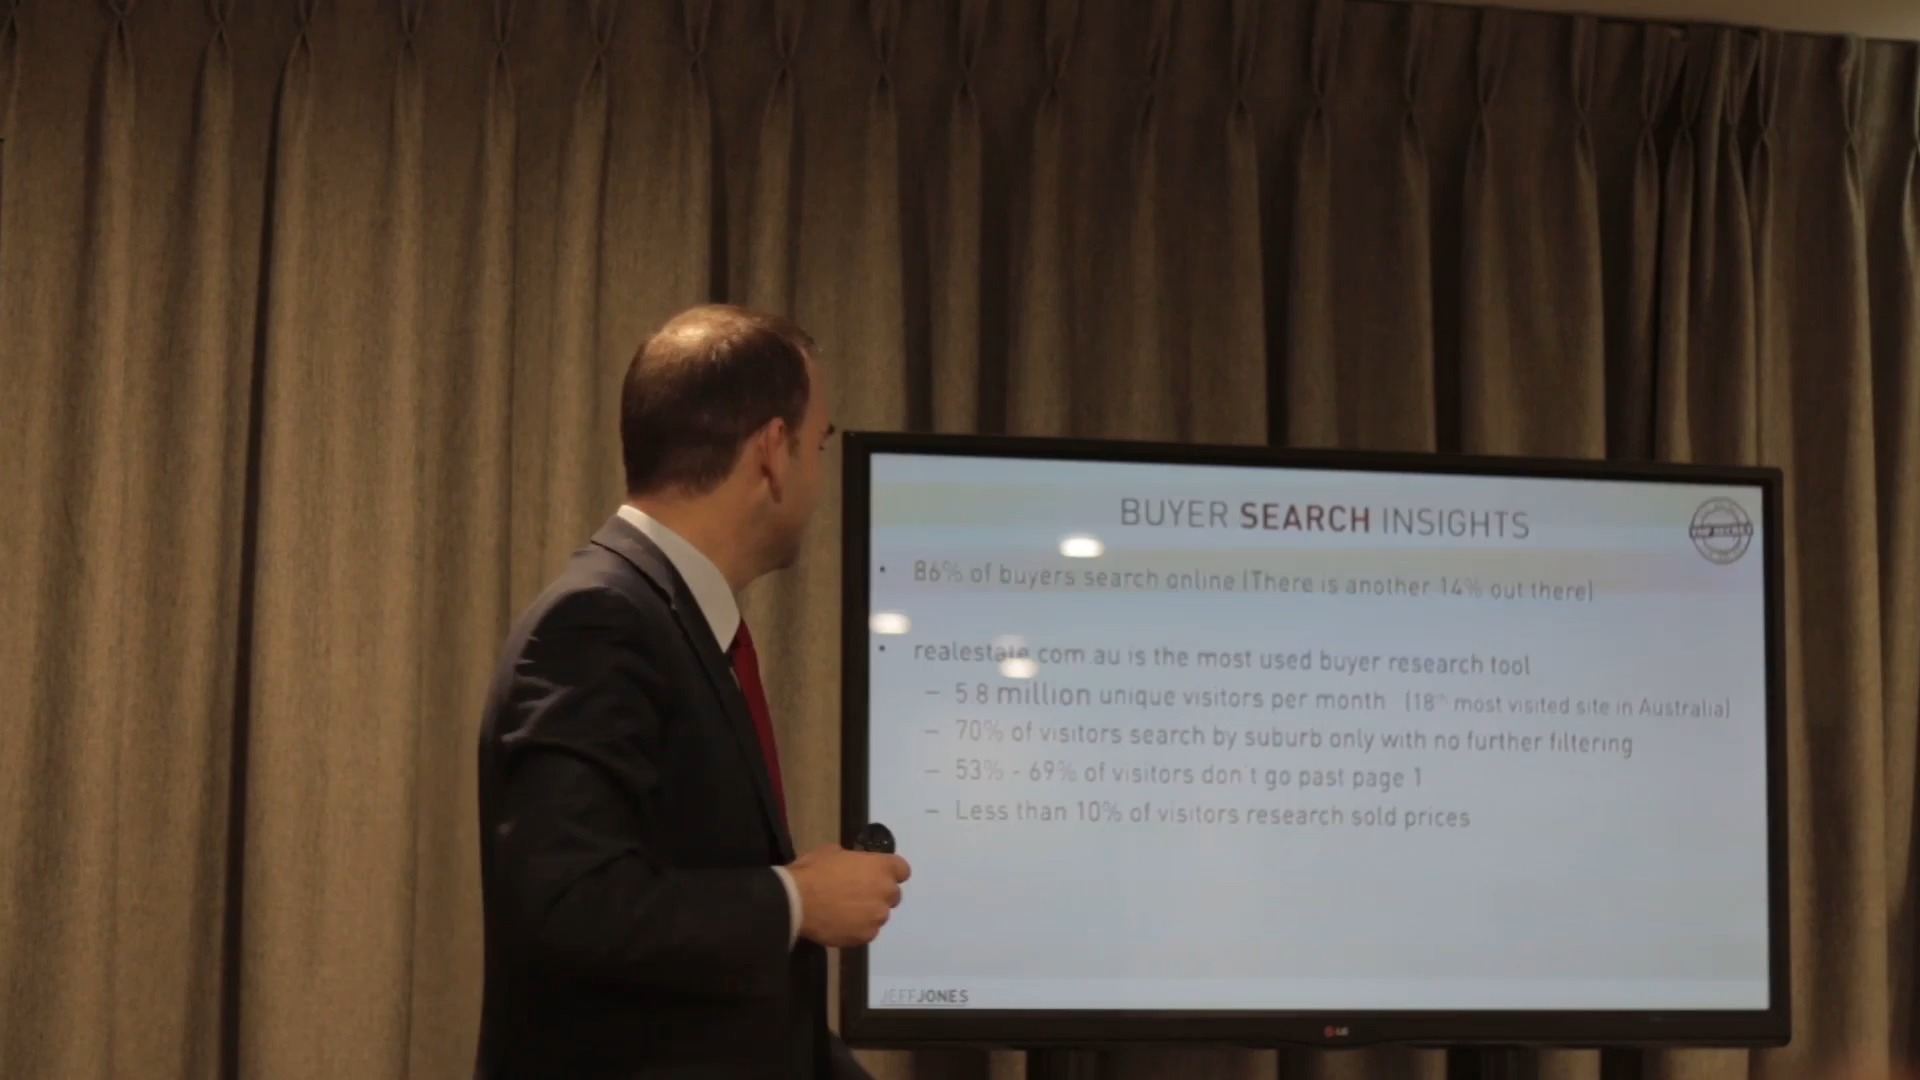 BUYER SEARCH INSIGHTS
• 86% of buyers search online (There is another 14% out there)
• realestate.com.au is the most used buyer research tool
– 5.8 million unique visitors per month (18th most visited site in Australia)
– 70% of visitors search by suburb only with no further filtering
– 53% - 69% of visitors don't go past page 1
– Less than 10% of visitors research sold prices
JEFFJONES
LG